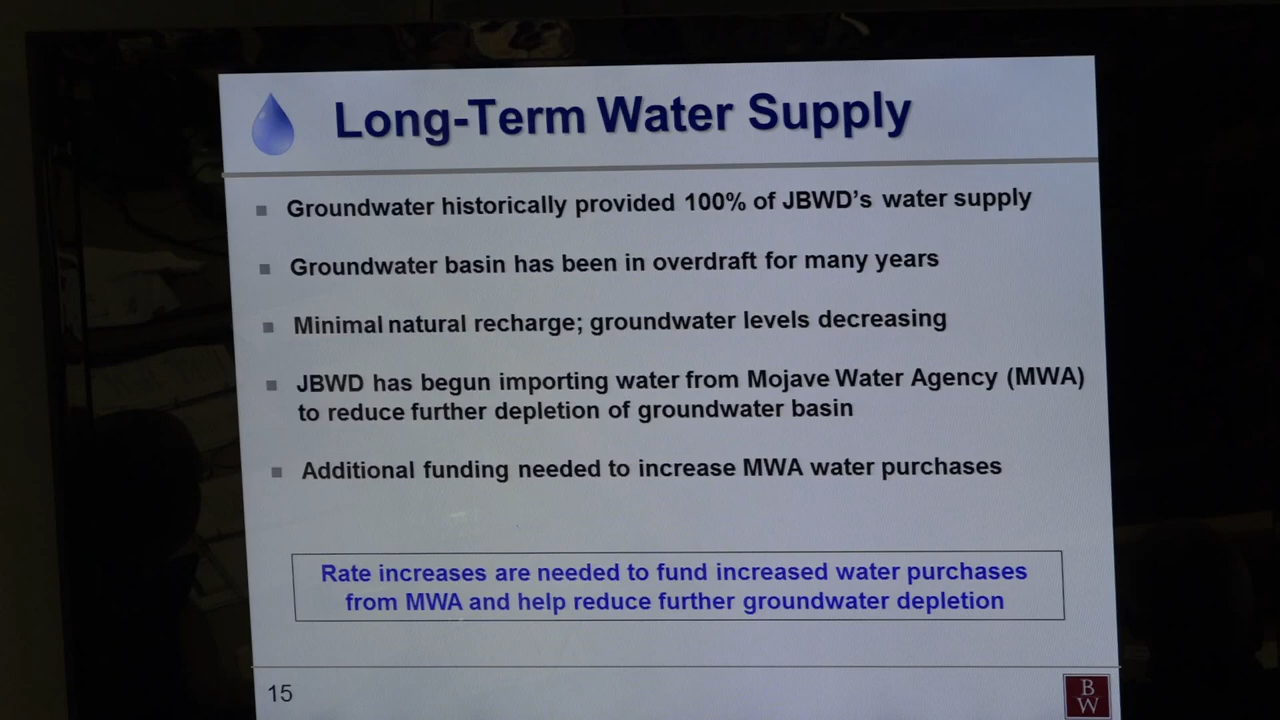 Long-Term Water Supply
Groundwater historically provided 100% of JBWD's water supply
Groundwater basin has been in overdraft for many years
Minimal natural recharge; groundwater levels decreasing
JBWD has begun importing water from Mojave Water Agency (MWA)
to reduce further depletion of groundwater basin
Additional funding needed to increase MWA water purchases
Rate increases are needed to fund increased water purchases
from MWA and help reduce further groundwater depletion
15
B
W